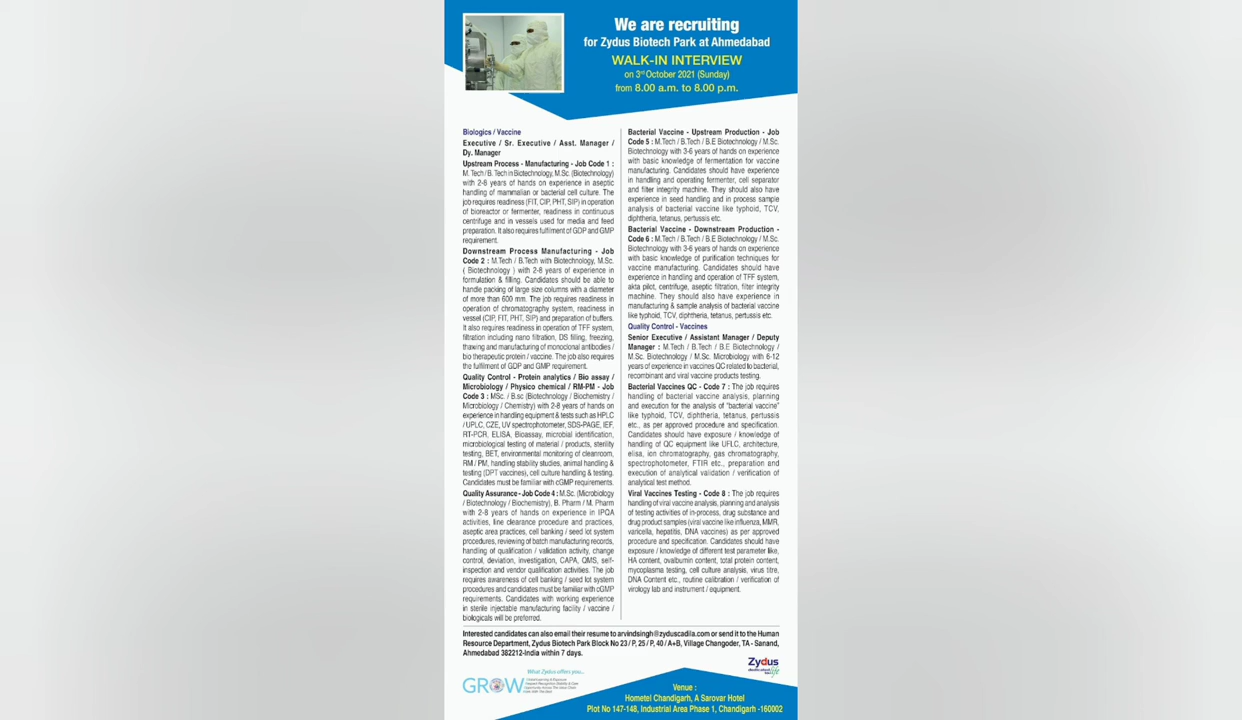 We are recruiting
for Zydus Biotech Park at Ahmedabad
WALK-IN INTERVIEW
on 3rd October 2021 (Sunday)
from 8.00 a.m. to 8.00 p.m.
Biologics / Vaccine
Executive / Sr. Executive / Asst. Manager /
Dy. Manager
Upstream Process - Manufacturing - Job Code 1 :
M. Tech / B. Tech in Biotechnology, M.Sc. (Biotechnology)
with 2-8 years of hands on experience in aseptic
handling of mammalian or bacterial cell culture. The
job requires readiness (FIT, CIP, PHT, SIP) in operation
of bioreactor or fermenter, readiness in continuous
centrifuge and in vessels used for media and feed
preparation. It also requires fulfilment of GDP and GMP
requirement.
Downstream Process Manufacturing - Job
Code 2 : M.Tech / B.Tech with Biotechnology, M.Sc.
( Biotechnology ) with 2-8 years of experience in
formulation & filling. Candidates should be able to
handle packing of large size columns with a diameter
of more than 600 mm. The job requires readiness in
operation of chromatography system, readiness in
vessel (CIP, FIT, PHT, SIP) and preparation of buffers.
It also requires readiness in operation of TFF system,
filtration including nano filtration, DS filling, freezing,
thawing and manufacturing of monoclonal antibodies /
bio therapeutic protein / vaccine. The job also requires
the fulfilment of GDP and GMP requirement.
Quality Control - Protein analytics / Bio assay /
Microbiology / Physico chemical / RM-PM - Job
Code 3 : MSc. / B.sc (Biotechnology / Biochemistry /
Microbiology / Chemistry) with 2-8 years of hands on
experience in handling equipment & tests such as HPLC
/ UPLC, CZE, UV spectrophotometer, SDS-PAGE, IEF,
RT-PCR, ELISA, Bioassay, microbial identification,
microbiological testing of material / products, sterility
testing, BET, environmental monitoring of cleanroom,
RM / PM, handling stability studies, animal handling &
testing (DPT vaccines), cell culture handling & testing.
Candidates must be familiar with cGMP requirements.
Quality Assurance - Job Code 4 : M.Sc. (Microbiology
/ Biotechnology / Biochemistry), B. Pharm / M. Pharm
with 2-8 years of hands on experience in IPQA
activities, line clearance procedure and practices,
aseptic area practices, cell banking / seed lot system
procedures, reviewing of batch manufacturing records,
handling of qualification / validation activity, change
control, deviation, investigation, CAPA, QMS, self-
inspection and vendor qualification activities. The job
requires awareness of cell banking / seed lot system
procedures and candidates must be familiar with cGMP
requirements. Candidates with working experience
in sterile injectable manufacturing facility / vaccine /
biologicals will be preferred.
Bacterial Vaccine - Upstream Production - Job
Code 5 : M.Tech / B.Tech / B.E Biotechnology / M.Sc.
Biotechnology with 3-6 years of hands on experience
with basic knowledge of fermentation for vaccine
manufacturing. Candidates should have experience
in handling and operating fermenter, cell separator
and filter integrity machine. They should also have
experience in seed handling and in process sample
analysis of bacterial vaccine like typhoid, TCV,
diphtheria, tetanus, pertussis etc.
Bacterial Vaccine - Downstream Production -
Code 6 : M.Tech / B.Tech / B.E Biotechnology / M.Sc.
Biotechnology with 3-6 years of hands on experience
with basic knowledge of purification techniques for
vaccine manufacturing. Candidates should have
experience in handling and operation of TFF system,
akta pilot, centrifuge, aseptic filtration, filter integrity
machine. They should also have experience in
manufacturing & sample analysis of bacterial vaccine
like typhoid, TCV, diphtheria, tetanus, pertussis etc.
Quality Control - Vaccines
Senior Executive / Assistant Manager / Deputy
Manager : M.Tech / B.Tech / B.E Biotechnology /
M.Sc. Biotechnology / M.Sc. Microbiology with 6-12
years of experience in vaccines QC related to bacterial,
recombinant and viral vaccine products testing.
Bacterial Vaccines QC - Code 7 : The job requires
handling of bacterial vaccine analysis, planning
and execution for the analysis of "bacterial vaccine"
like typhoid, TCV, diphtheria, tetanus, pertussis
etc., as per approved procedure and specification.
Candidates should have exposure / knowledge of
handling of QC equipment like UFLC, architecture,
elisa, ion chromatography, gas chromatography,
spectrophotometer, FTIR etc., preparation and
execution of analytical validation / verification of
analytical test method.
Viral Vaccines Testing - Code 8 : The job requires
handling of viral vaccine analysis, planning and analysis
of testing activities of in-process, drug substance and
drug product samples (viral vaccine like influenza, MMR,
varicella, hepatitis, DNA vaccines) as per approved
procedure and specification. Candidates should have
exposure / knowledge of different test parameter like,
HA content, ovalbumin content, total protein content,
mycoplasma testing, cell culture analysis, virus titre,
DNA Content etc., routine calibration / verification of
virology lab and instrument / equipment.
Interested candidates can also email their resume to arvindsingh@zyduscadila.com or send it to the Human
Resource Department, Zydus Biotech Park Block No 23 / P, 25 / P, 40 / A+B, Village Changoder, TA - Sanand,
Ahmedabad 382212-India within 7 days.
What Zydus offers you...
GROW
Zydus
life
Venue :
Hometel Chandigarh, A Sarovar Hotel
Plot No 147-148, Industrial Area Phase 1, Chandigarh -160002